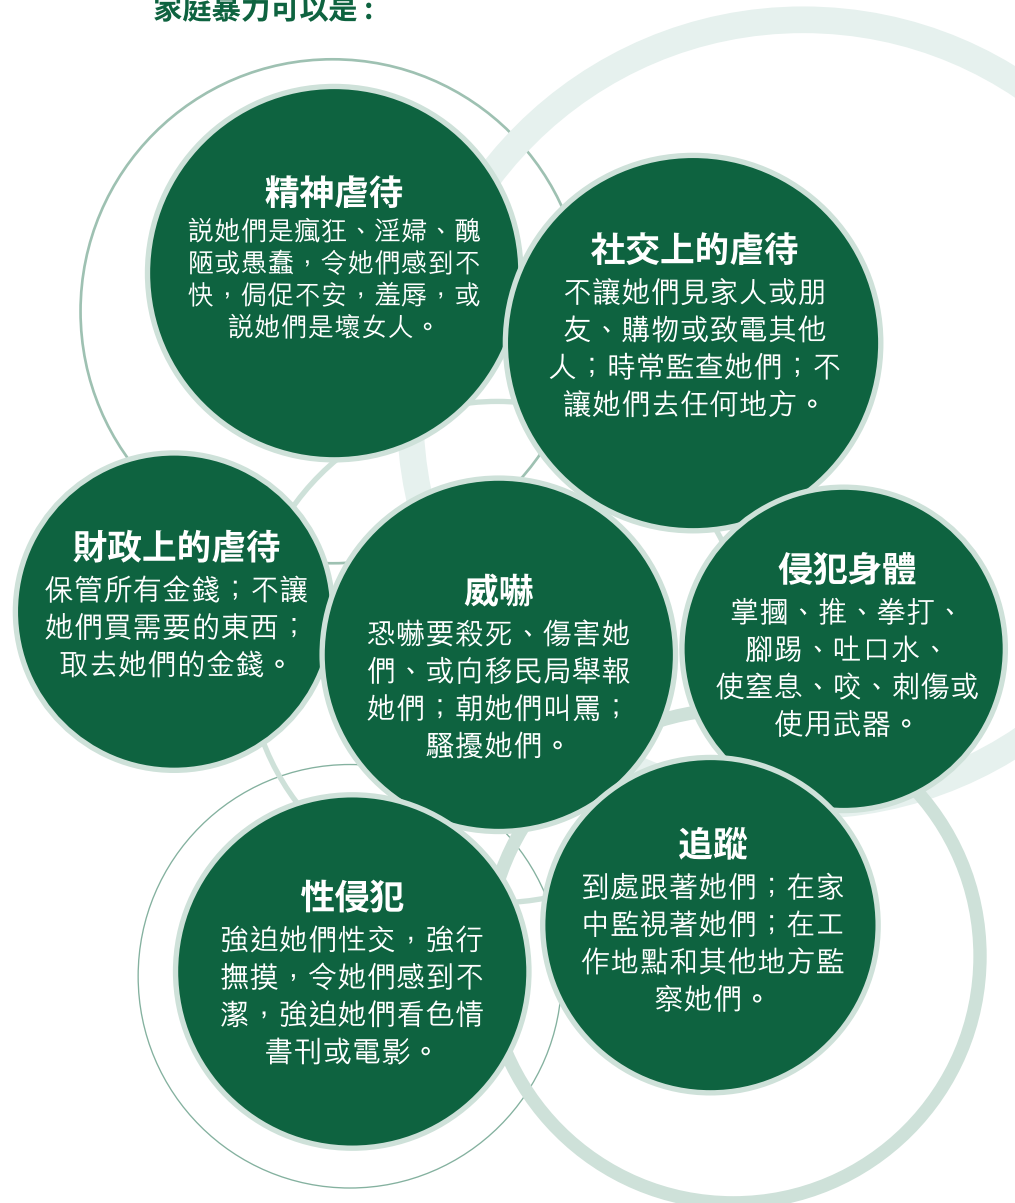 家庭暴力可以是：
精神虐待
説她們是瘋狂、淫婦、醜
陋或愚蠢，令她們感到不
快，侷促不安，羞辱，或
説她們是壞女人。
社交上的虐待
不讓她們見家人或朋
友、購物或致電其他
人；時常監查她們；不
讓她們去任何地方。
財政上的虐待
保管所有金錢；不讓
她們買需要的東西；
取去她們的金錢。
威嚇
恐嚇要殺死、傷害她
們、或向移民局舉報
她們；朝她們叫罵；
騷擾她們。
侵犯身體
掌摑、推、拳打、
腳踢、吐口水、
使窒息、咬、刺傷或
使用武器。
性侵犯
強迫她們性交，強行
撫摸，令她們感到不
潔，強迫她們看色情
書刊或電影。
追蹤
到處跟著她們；在家
中監視著她們；在工
作地點和其他地方監
察她們。